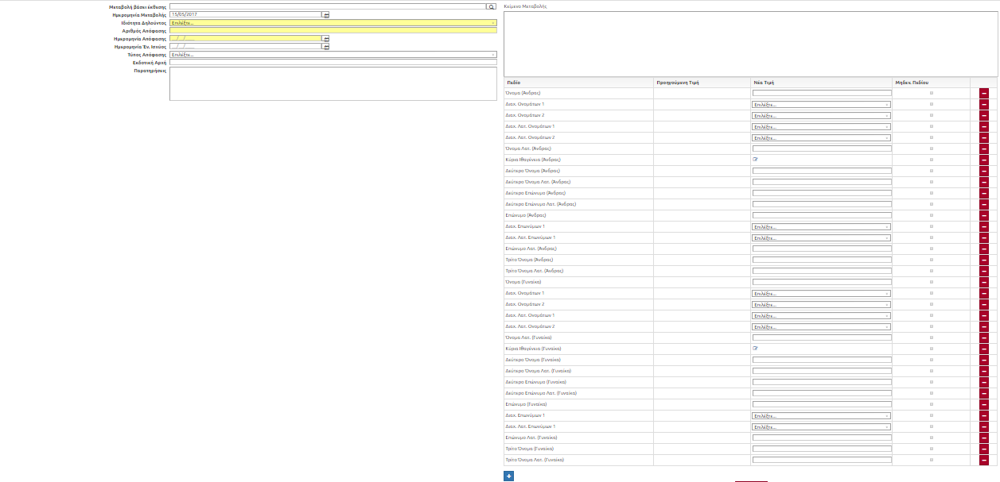 Μεταβολή βάσει έκθεσης
Ημερομηνία Μεταβολής 15/05/2017
Ιδιότητα Δηλούντος Επιλέξτε...
Αριθμός Απόφασης
Ημερομηνία Απόφασης __/__/____
Ημερομηνία Έν. Ισχύος __/__/____
Τύπος Απόφασης Επιλέξτε...
Εκδοτική Αρχή
Παρατηρήσεις
Κείμενο Μεταβολής
Πεδίο Προηγούμενη Τιμή Νέα Τιμή Μηδεν. Πεδίου
Όνομα (Άνδρας)
Διαχ. Ονομάτων 1 Επιλέξτε...
Διαχ. Ονομάτων 2 Επιλέξτε...
Διαχ. Λατ. Ονομάτων 1 Επιλέξτε...
Διαχ. Λατ. Ονομάτων 2 Επιλέξτε...
Όνομα Λατ. (Άνδρας)
Κύρια Ιθαγένεια (Άνδρας)
Δεύτερο Όνομα (Άνδρας)
Δεύτερο Όνομα Λατ. (Άνδρας)
Δεύτερο Επώνυμο (Άνδρας)
Δεύτερο Επώνυμο Λατ. (Άνδρας)
Επώνυμο (Άνδρας)
Διαχ. Επωνύμων 1 Επιλέξτε...
Διαχ. Λατ. Επωνύμων 1 Επιλέξτε...
Επώνυμο Λατ. (Άνδρας)
Τρίτο Όνομα (Άνδρας)
Τρίτο Όνομα Λατ. (Άνδρας)
Όνομα (Γυναίκα)
Διαχ. Ονομάτων 1 Επιλέξτε...
Διαχ. Ονομάτων 2 Επιλέξτε...
Διαχ. Λατ. Ονομάτων 1 Επιλέξτε...
Διαχ. Λατ. Ονομάτων 2 Επιλέξτε...
Όνομα Λατ. (Γυναίκα)
Κύρια Ιθαγένεια (Γυναίκα)
Δεύτερο Όνομα (Γυναίκα)
Δεύτερο Όνομα Λατ. (Γυναίκα)
Δεύτερο Επώνυμο (Γυναίκα)
Δεύτερο Επώνυμο Λατ. (Γυναίκα)
Επώνυμο (Γυναίκα)
Διαχ. Επωνύμων 1 Επιλέξτε...
Διαχ. Λατ. Επωνύμων 1 Επιλέξτε...
Επώνυμο Λατ. (Γυναίκα)
Τρίτο Όνομα (Γυναίκα)
Τρίτο Όνομα Λατ. (Γυναίκα)